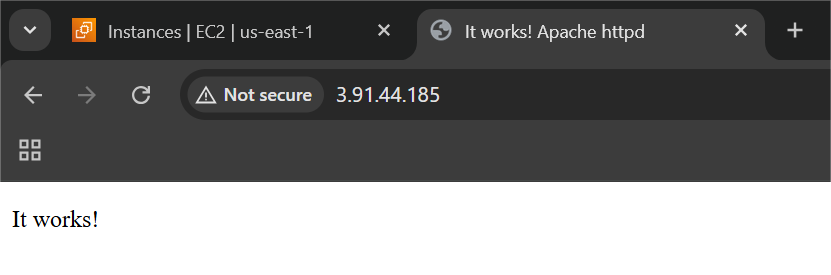 Instances | EC2 | us-east-1
It works! Apache httpd
Not secure
3.91.44.185
It works!